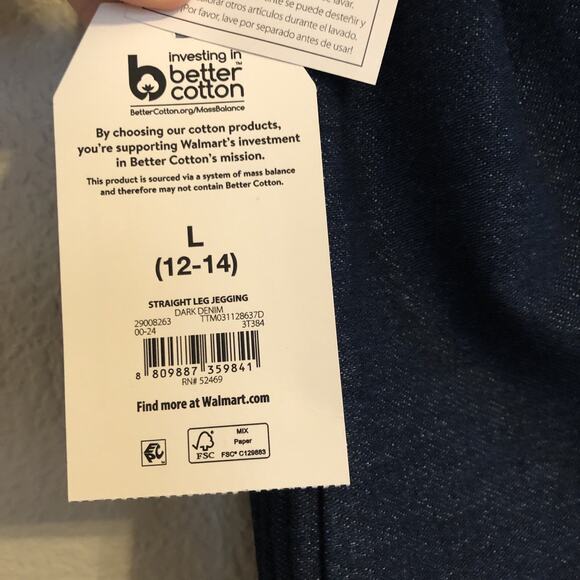 lavar.
se puede desteñir y
otros artículos durante el lavado.
¡Por favor, lave por separado antes de usar!
investing in
better
cotton™
BetterCotton.org/MassBalance
By choosing our cotton products,
you're supporting Walmart's investment
in Better Cotton's mission.
This product is sourced via a system of mass balance
and therefore may not contain Better Cotton.
L
(12-14)
STRAIGHT LEG JEGGING
DARK DENIM
29008263 TTM031128637D
00-24 3T384
8 809887 359841
RN# 52469
Find more at Walmart.com
FSC
MIX
Paper
FSC® C129883